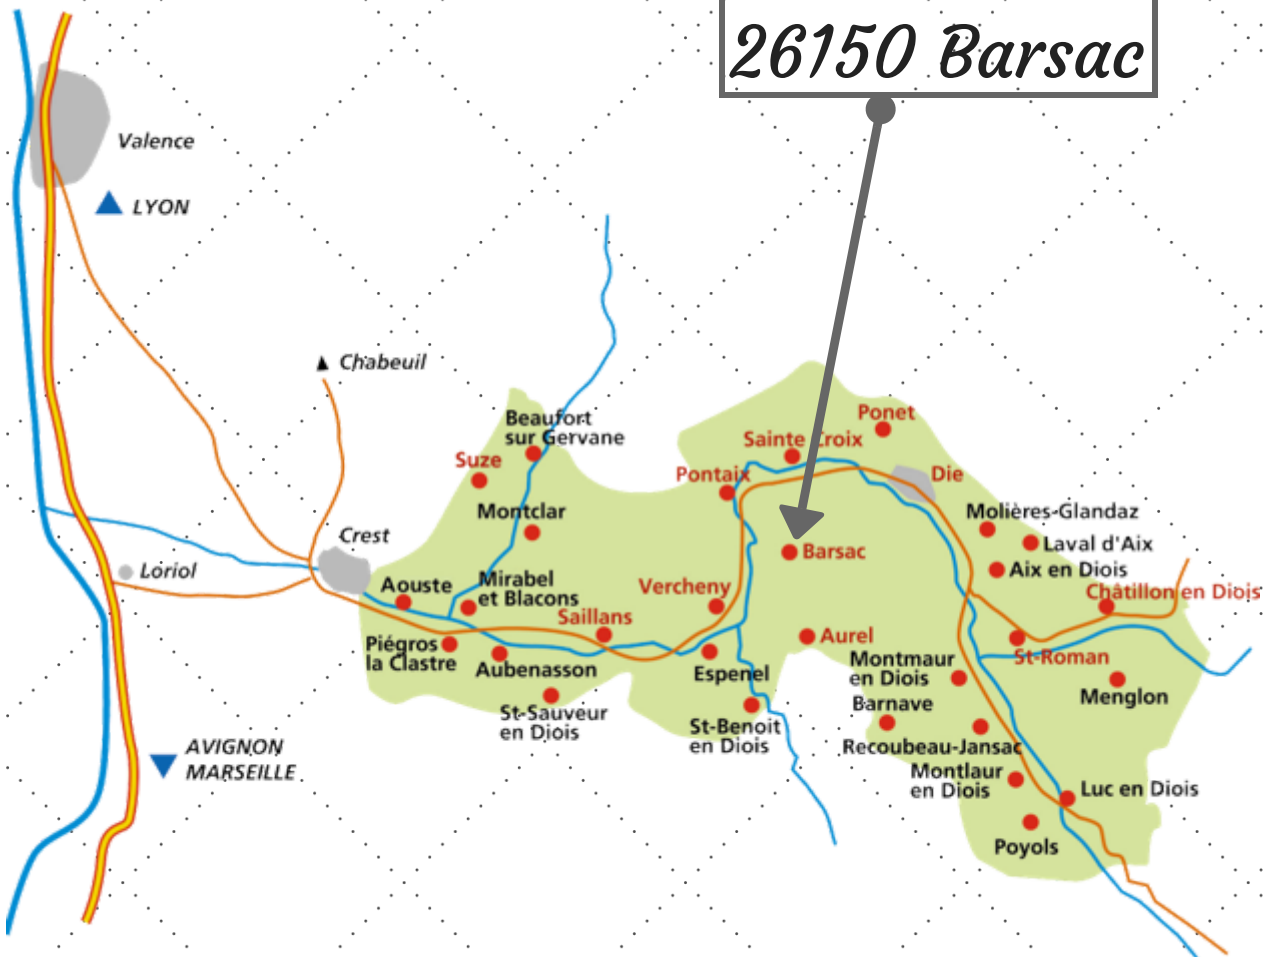 26150 Barsac
Valence
LYON
Chabeuil
Beaufort
sur Gervane
Ponet
Sainte Croix
Suze
Pontaix
Die
Montclar
Molières-Glandaz
Crest
Laval d'Aix
Barsac
Loriol
Aix en Diois
Aouste
Mirabel
et Blacons
Vercheny
Châtillon en Diois
Saillans
Aurel
Piégros
la Clastre
Aubenasson
Espenel
Montmaur
en Diois
St-Roman
Menglon
St-Sauveur
en Diois
St-Benoit
en Diois
Barnave
Recoubeau-Jansac
AVIGNON
MARSEILLE
Montlaur
en Diois
Luc en Diois
Poyols